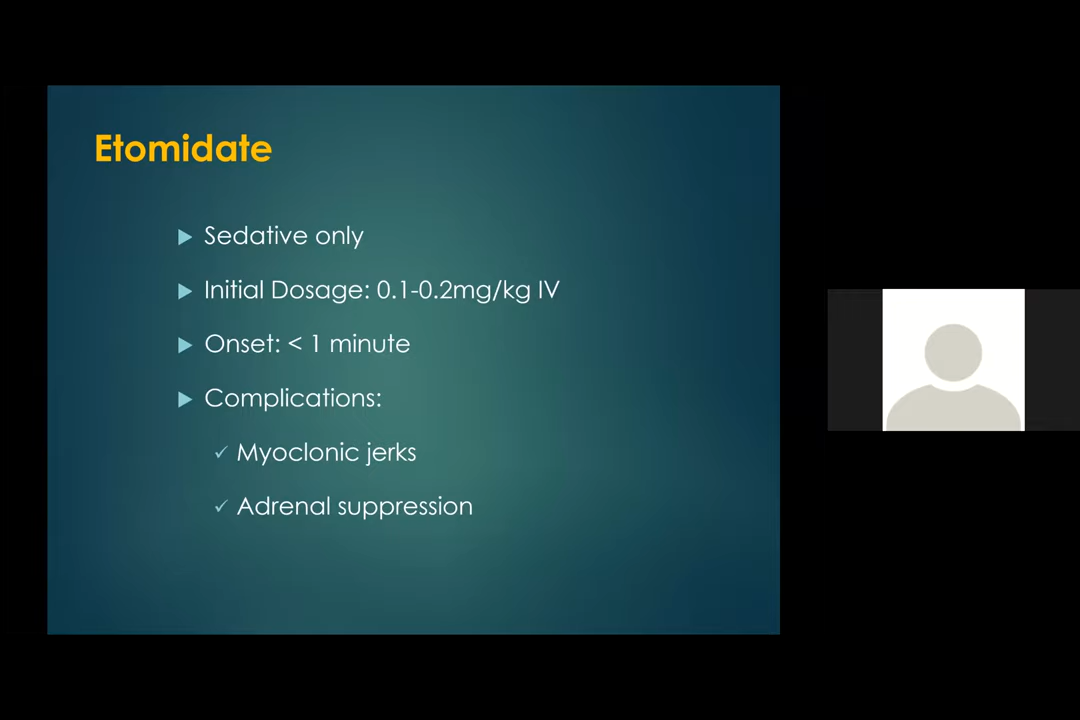 Etomidate
Sedative only
Initial Dosage: 0.1-0.2mg/kg IV
Onset: < 1 minute
Complications:
Myoclonic jerks
Adrenal suppression